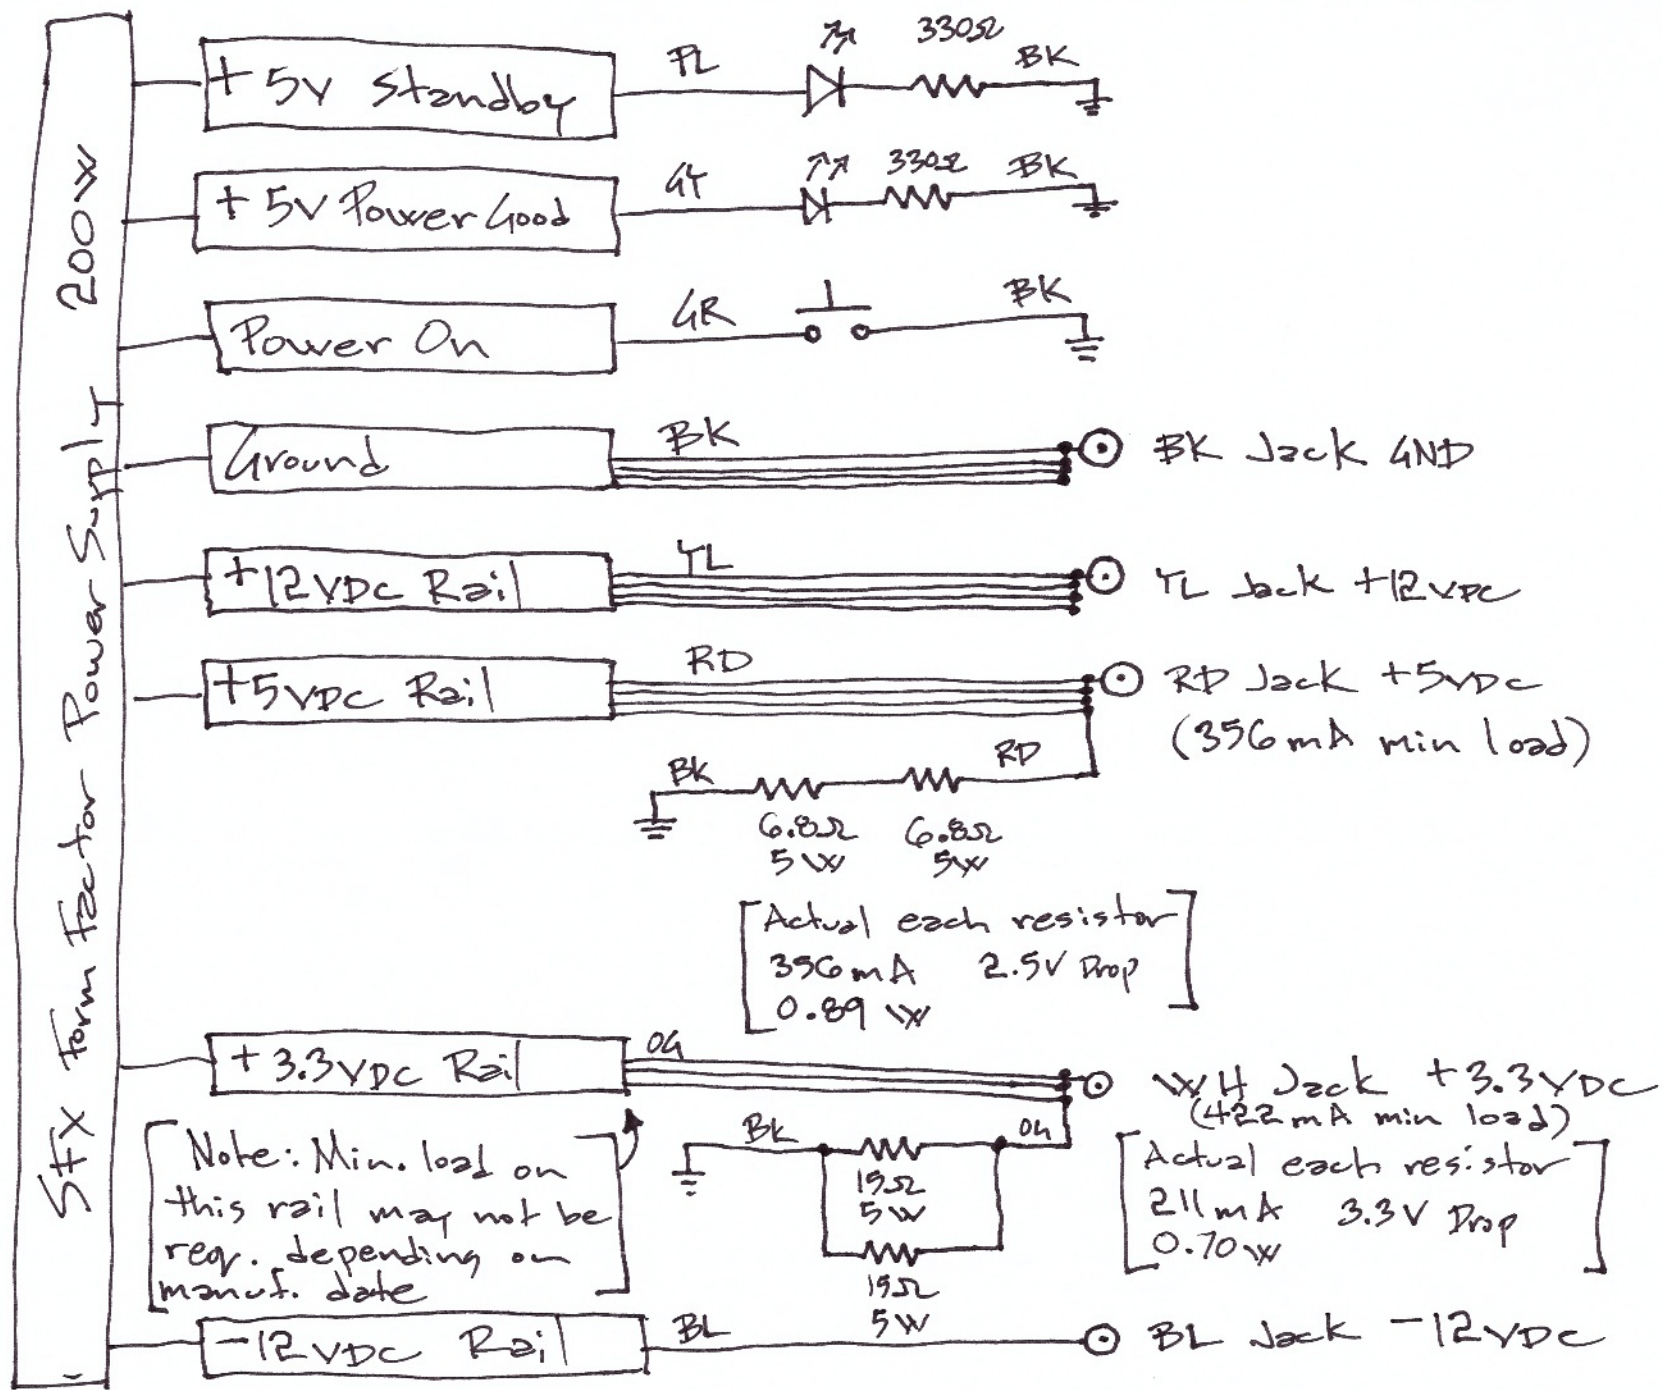 SFX Form Factor Power Supply 200W
+5V Standby
PL
330Ω
BK
+5V Power Good
GY
330Ω
BK
Power On
GR
BK
Ground
BK
BK Jack GND
+12VDC Rail
YL
YL Jack +12VDC
+5VDC Rail
RD
RD Jack +5VDC
(356mA min load)
BK
RD
6.8Ω
5W
6.8Ω
5W
[Actual each resistor]
356mA 2.5V Drop
0.89 W
+3.3VDC Rail
OG
WH Jack +3.3VDC
(422mA min load)
BK
OG
15Ω
5W
15Ω
5W
[Actual each resistor]
211mA 3.3V Drop
0.70W
[Note: Min. load on
this rail may not be
req. depending on
manuf. date]
-12VDC Rail
BL
BL Jack -12VDC